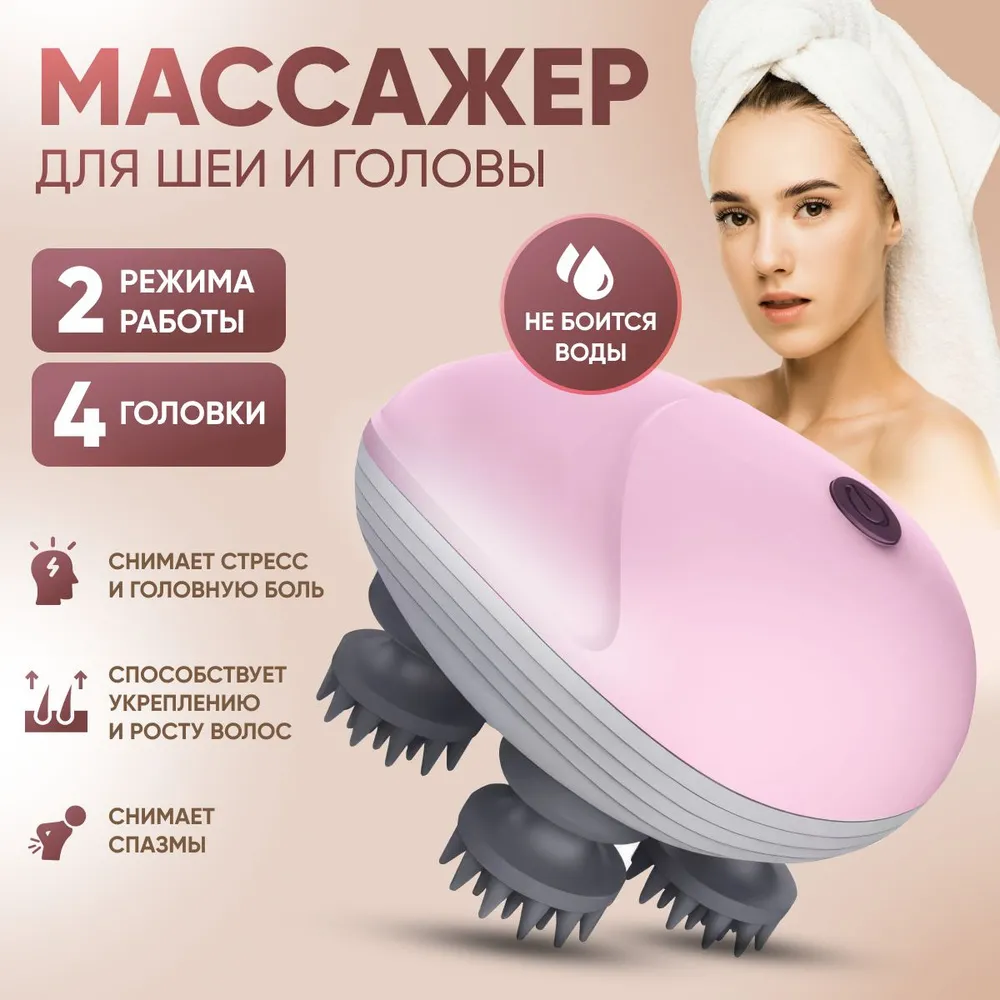 МАССАЖЕР
ДЛЯ ШЕИ И ГОЛОВЫ
2 РЕЖИМА
РАБОТЫ
4 ГОЛОВКИ
НЕ БОИТСЯ
ВОДЫ
СНИМАЕТ СТРЕСС
И ГОЛОВНУЮ БОЛЬ
СПОСОБСТВУЕТ
УКРЕПЛЕНИЮ
И РОСТУ ВОЛОС
СНИМАЕТ
СПАЗМЫ